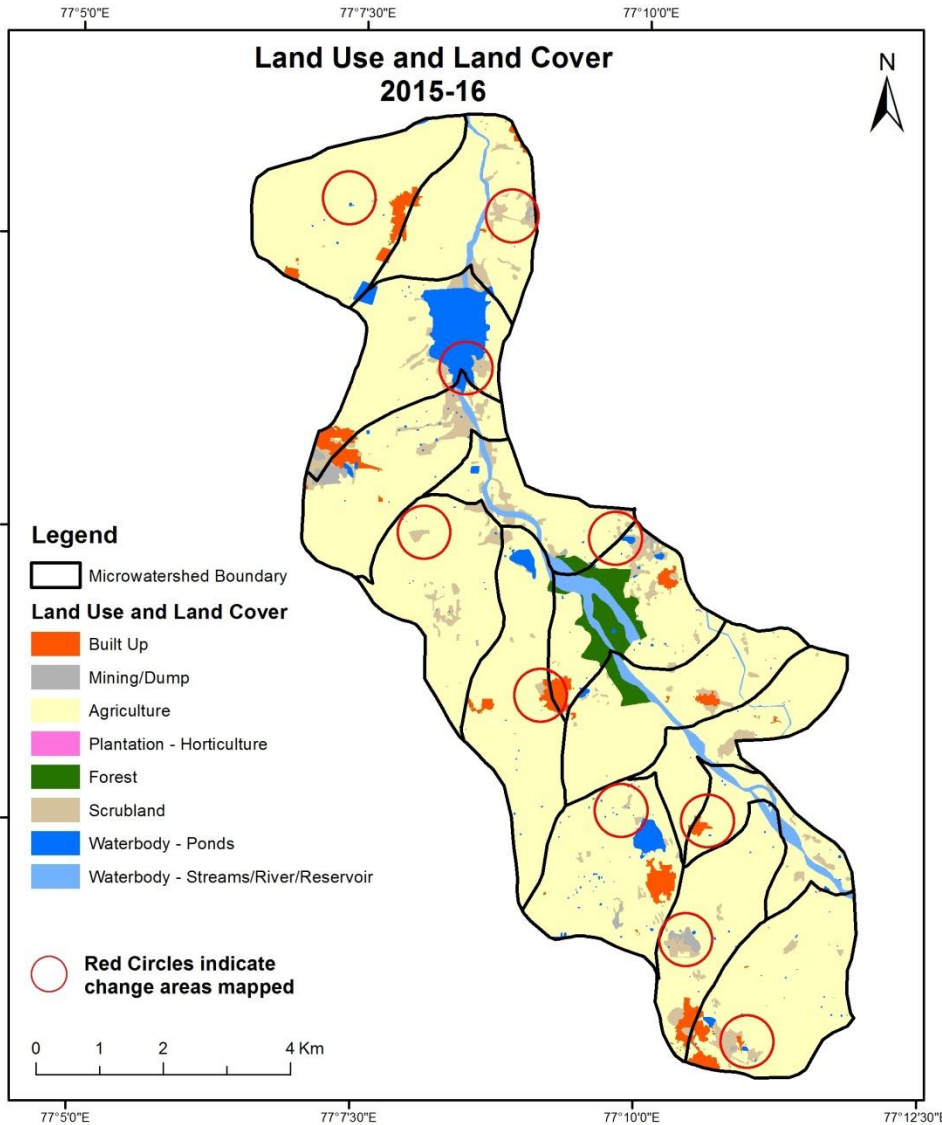 77°5'0"E 77°7'30"E 77°10'0"E
Land Use and Land Cover
2015-16
N
Legend
Microwatershed Boundary
Land Use and Land Cover
Built Up
Mining/Dump
Agriculture
Plantation - Horticulture
Forest
Scrubland
Waterbody - Ponds
Waterbody - Streams/River/Reservoir
Red Circles indicate
change areas mapped
0 1 2 4 Km
77°5'0"E 77°7'30"E 77°10'0"E 77°12'30"E